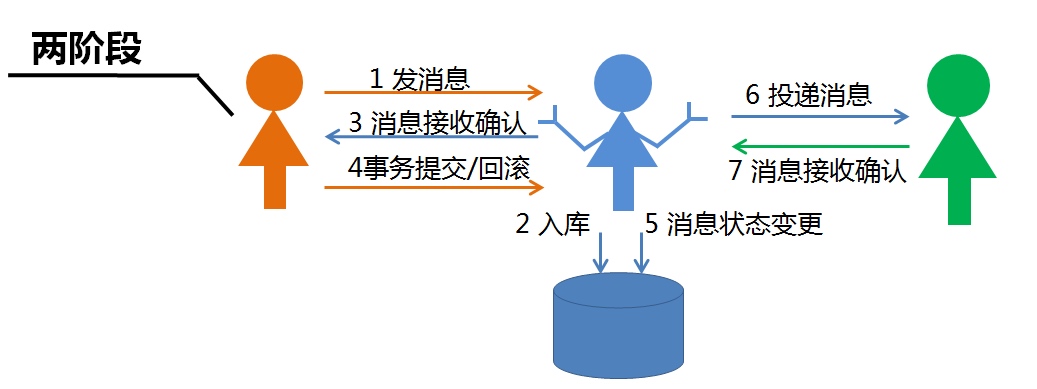 两阶段
1 发消息
3 消息接收确认
4事务提交/回滚
6 投递消息
7 消息接收确认
2 入库
5 消息状态变更